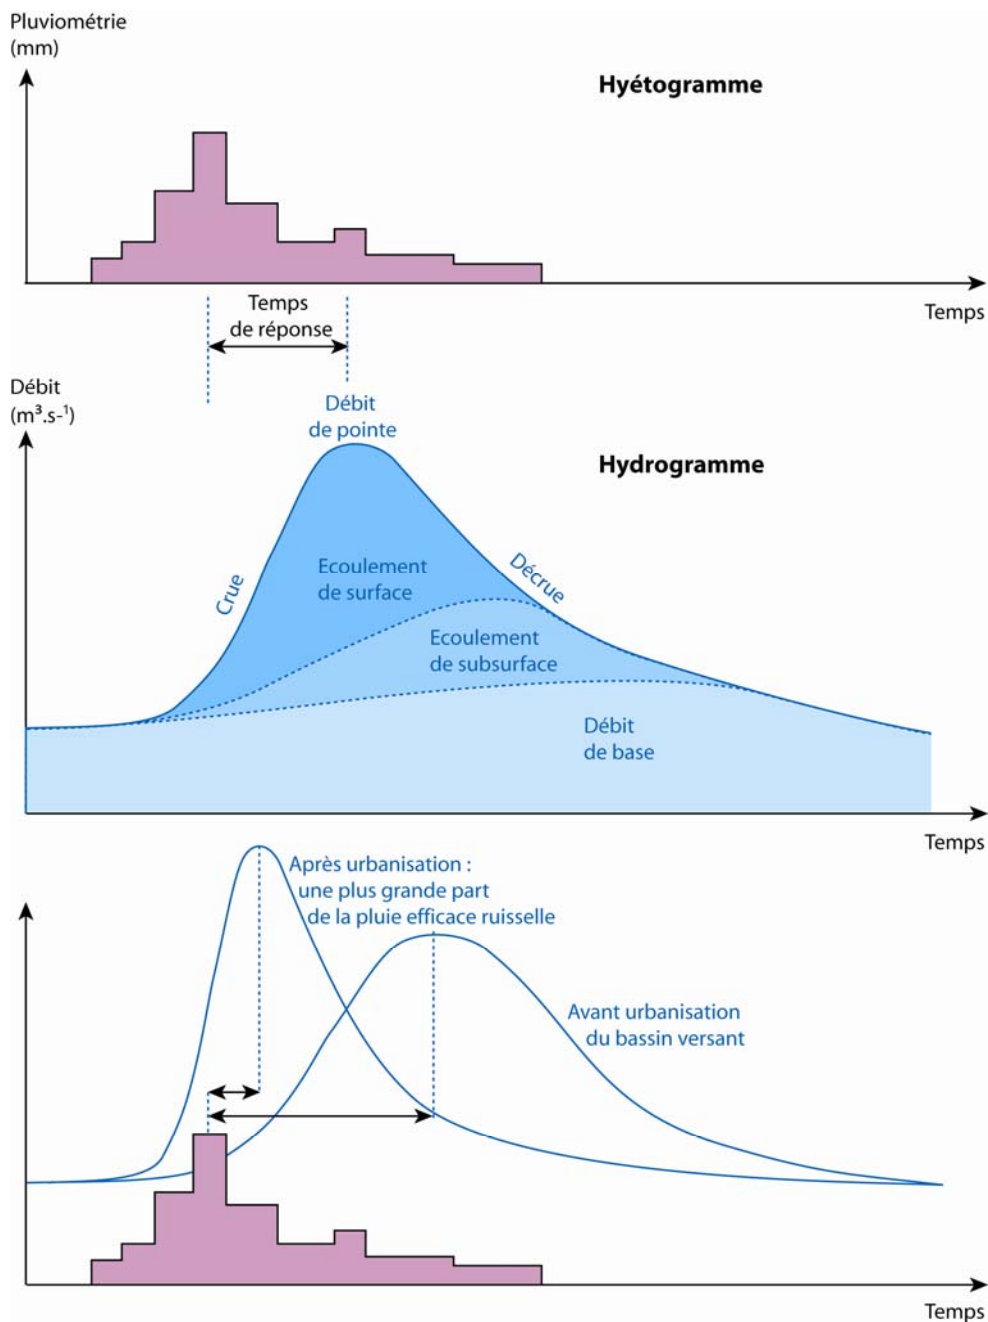 Pluviométrie
(mm)
Hyétogramme
Temps
Temps
de réponse
Débit
(m³.s-¹)
Débit
de pointe
Hydrogramme
Crue
Ecoulement
de surface
Décrue
Ecoulement
de subsurface
Débit
de base
Temps
Après urbanisation :
une plus grande part
de la pluie efficace ruisselle
Avant urbanisation
du bassin versant
Temps